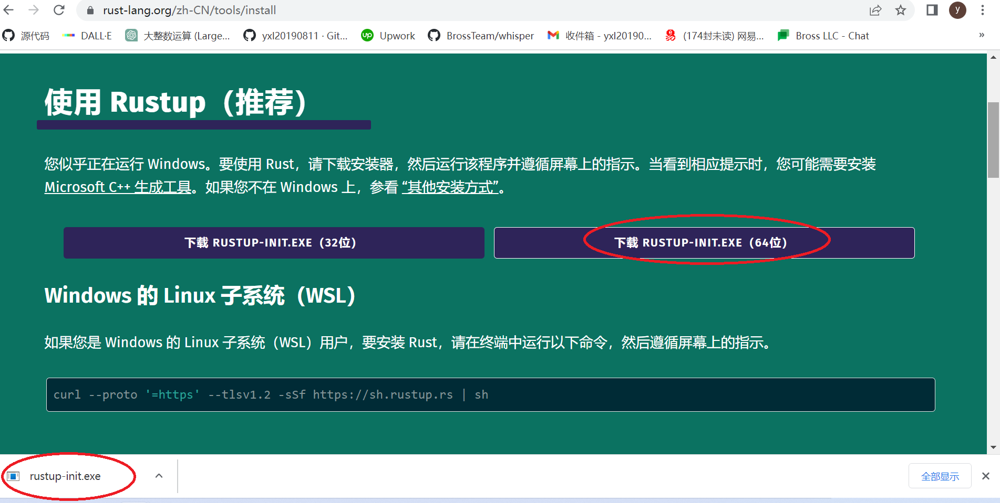 rust-lang.org/zh-CN/tools/install
y
源代码 DALL·E 大整数运算 (Large... yxl20190811 · Git... up Upwork BrossTeam/whisper 收件箱 - yxl20190... (174封未读) 网易... Bross LLC - Chat »
使用 Rustup（推荐）
您似乎正在运行 Windows。要使用 Rust，请下载安装器，然后运行该程序并遵循屏幕上的指示。当看到相应提示时，您可能需要安装
Microsoft C++ 生成工具。如果您不在 Windows 上，参看 “其他安装方式”。
下载 RUSTUP-INIT.EXE（32位） 下载 RUSTUP-INIT.EXE（64位）
Windows 的 Linux 子系统（WSL）
如果您是 Windows 的 Linux 子系统（WSL）用户，要安装 Rust，请在终端中运行以下命令，然后遵循屏幕上的指示。
curl --proto '=https' --tlsv1.2 -sSf https://sh.rustup.rs | sh
rustup-init.exe 全部显示